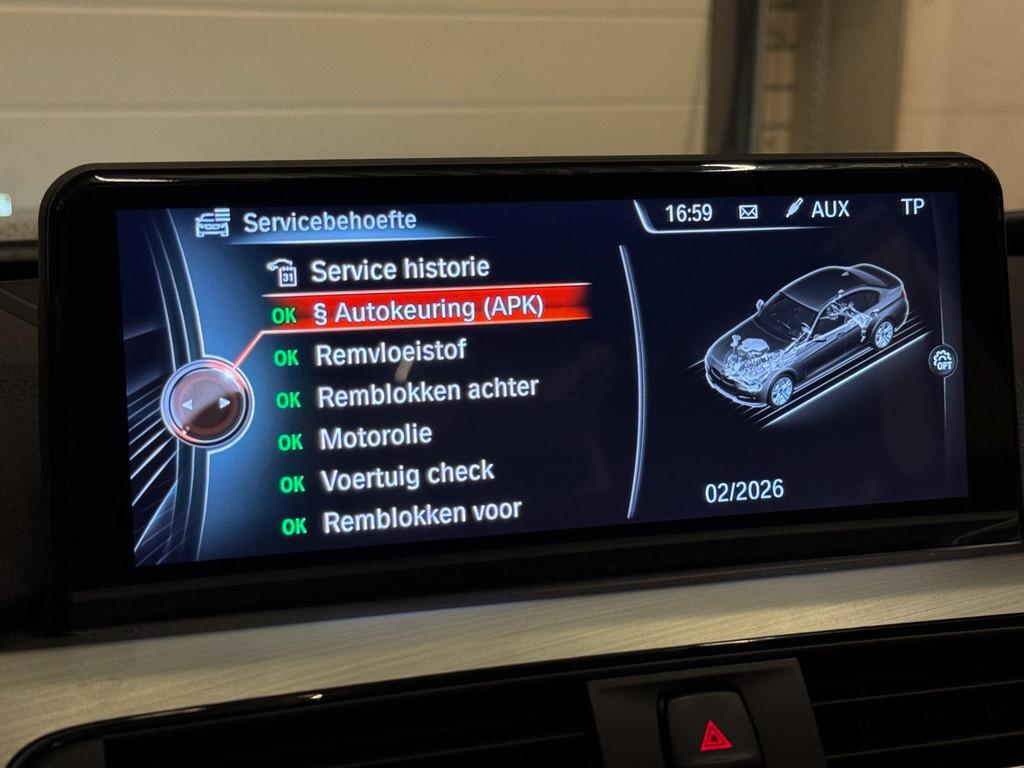 Servicebehoefte
16:59 AUX TP
31 Service historie
OK § Autokeuring (APK)
OK Remvloeistof
OK Remblokken achter
OK Motorolie
OK Voertuig check
OK Remblokken voor
OPT
02/2026